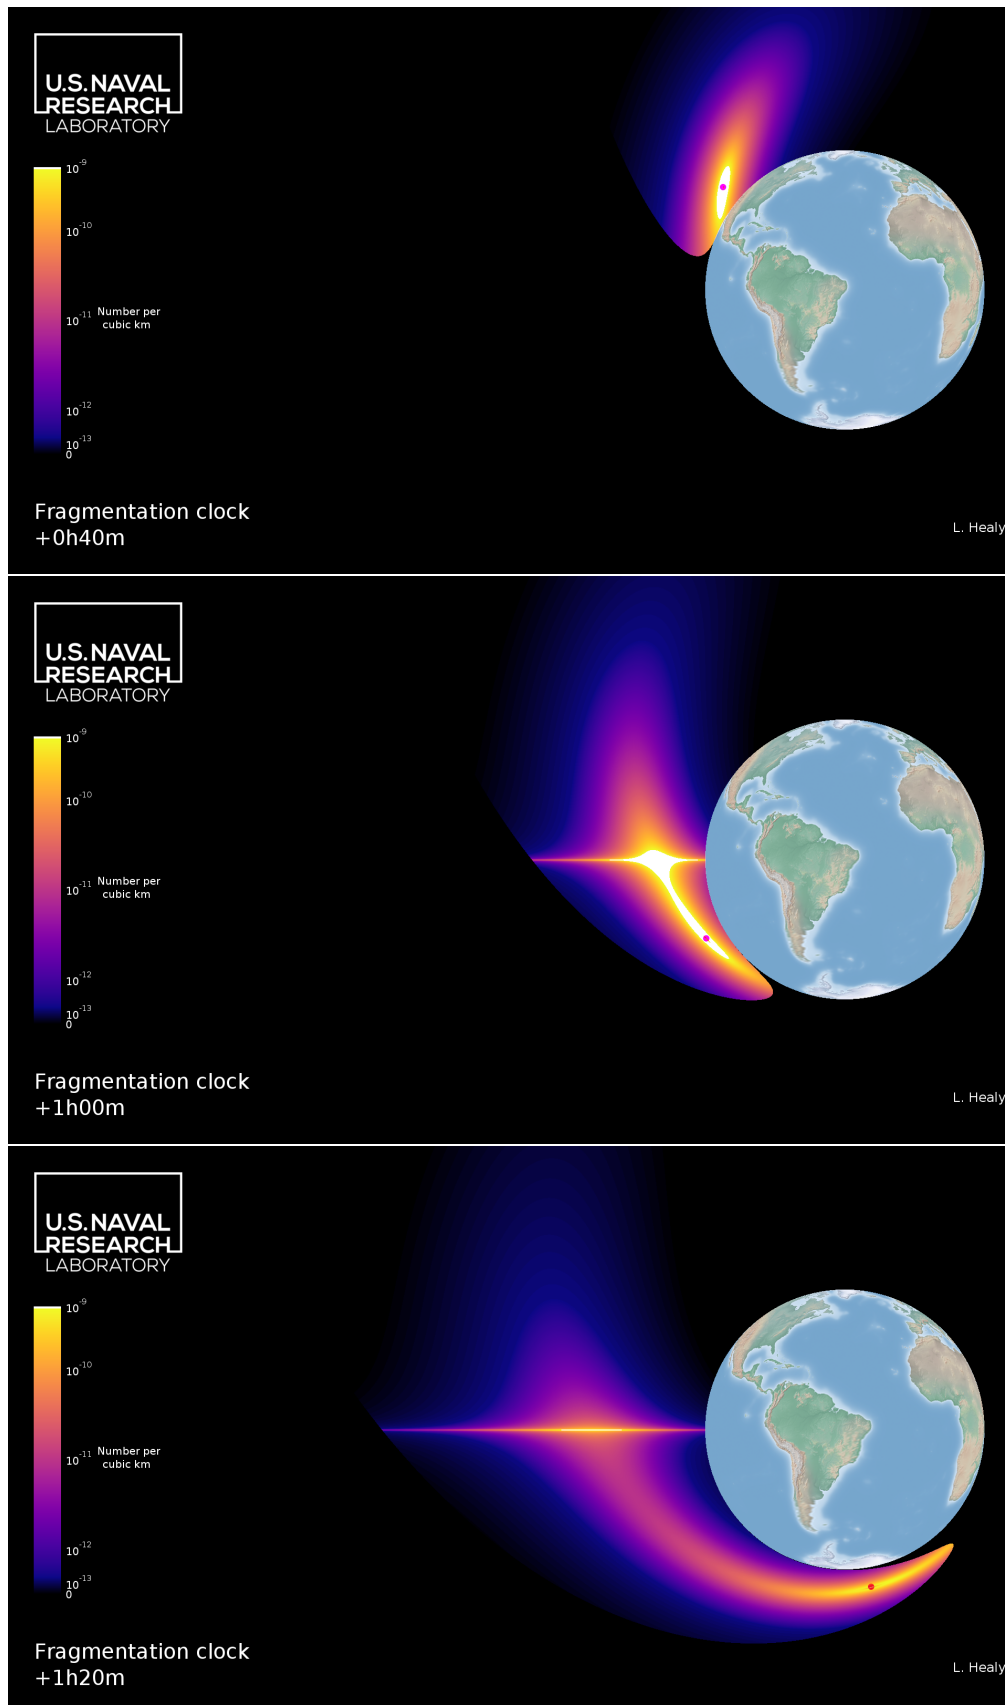 U.S. NAVAL
RESEARCH
LABORATORY
10⁻⁹
10⁻¹⁰
10⁻¹¹
Number per
cubic km
10⁻¹²
10⁻¹³
0
Fragmentation clock
+0h40m
L. Healy
U.S. NAVAL
RESEARCH
LABORATORY
10⁻⁹
10⁻¹⁰
10⁻¹¹
Number per
cubic km
10⁻¹²
10⁻¹³
0
Fragmentation clock
+1h00m
L. Healy
U.S. NAVAL
RESEARCH
LABORATORY
10⁻⁹
10⁻¹⁰
10⁻¹¹
Number per
cubic km
10⁻¹²
10⁻¹³
0
Fragmentation clock
+1h20m
L. Healy